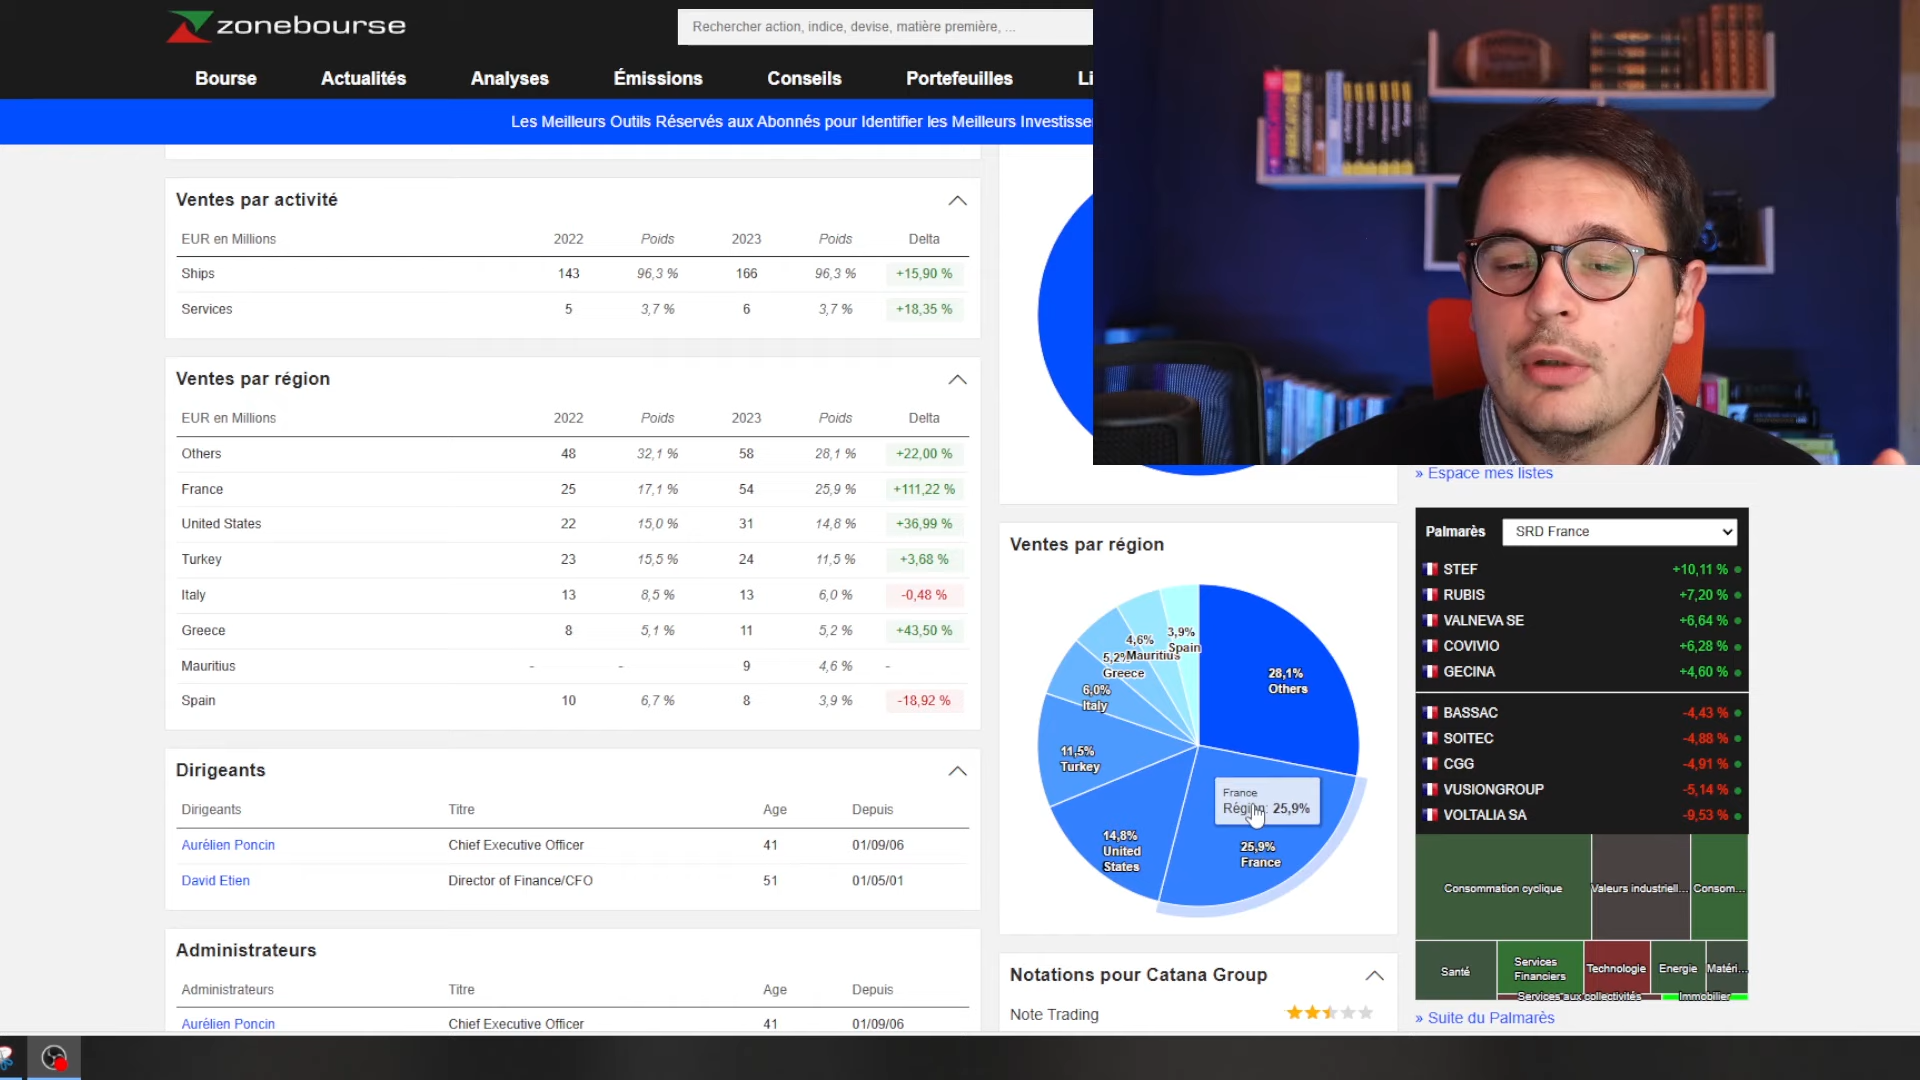 zonebourse
Rechercher action, indice, devise, matière première, ...
Bourse Actualités Analyses Émissions Conseils Portefeuilles Li
Les Meilleurs Outils Réservés aux Abonnés pour Identifier les Meilleurs Investisse
Ventes par activité
EUR en Millions 2022 Poids 2023 Poids Delta
Ships 143 96,3 % 166 96,3 % +15,90 %
Services 5 3,7 % 6 3,7 % +18,35 %
Ventes par région
EUR en Millions 2022 Poids 2023 Poids Delta
Others 48 32,1 % 58 28,1 % +22,00 %
France 25 17,1 % 54 25,9 % +111,22 %
United States 22 15,0 % 31 14,8 % +36,99 %
Turkey 23 15,5 % 24 11,5 % +3,68 %
Italy 13 8,5 % 13 6,0 % -0,48 %
Greece 8 5,1 % 11 5,2 % +43,50 %
Mauritius - - 9 4,6 % -
Spain 10 6,7 % 8 3,9 % -18,92 %
Dirigeants
Dirigeants Titre Age Depuis
Aurélien Poncin Chief Executive Officer 41 01/09/06
David Etien Director of Finance/CFO 51 01/05/01
Administrateurs
Administrateurs Titre Age Depuis
Aurélien Poncin Chief Executive Officer 41 01/09/06
Ventes par région
28,1%
Others
France
Région: 25,9%
25,9%
France
14,8%
United
States
11,5%
Turkey
6,0%
Italy
5,2%
Greece
4,6%
Mauritius
3,9%
Spain
Notations pour Catana Group
Note Trading
» Espace mes listes
Palmarès SRD France
STEF +10,11 %
RUBIS +7,20 %
VALNEVA SE +6,64 %
COVIVIO +6,28 %
GECINA +4,60 %
BASSAC -4,43 %
SOITEC -4,88 %
CGG -4,91 %
VUSIONGROUP -5,14 %
VOLTALIA SA -9,53 %
Consommation cyclique
Valeurs industriell...
Consom...
Santé
Services
Financiers
Technologie
Energie
Matéri...
Services aux collectivités
Immobilier
» Suite du Palmarès